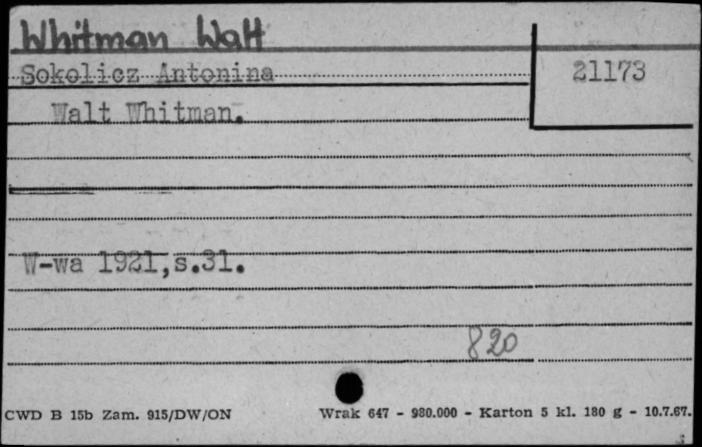 Whitman Walt
Sokolicz Antonina
21173
Walt Whitman.
W-wa 1921,s.31.
820
CWD B 15b Zam. 915/DW/ON
Wrak 647 - 980.000 - Karton 5 kl. 180 g - 10.7.67.